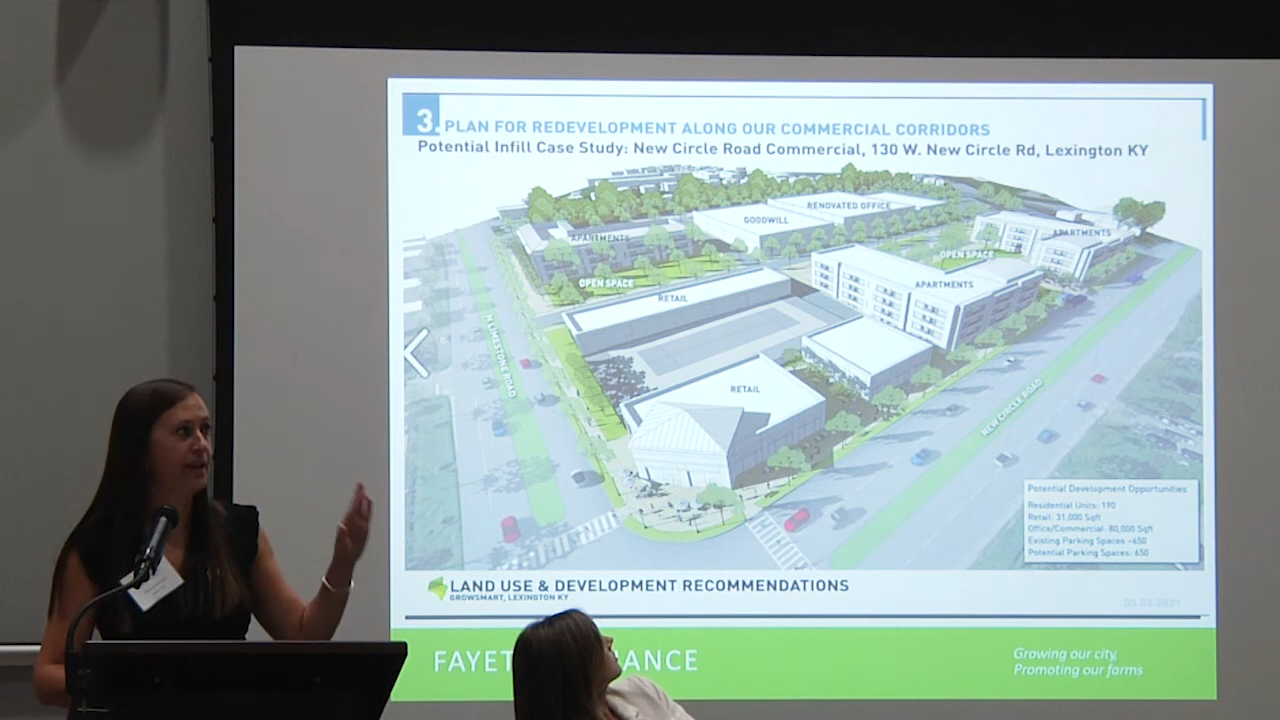 3. PLAN FOR REDEVELOPMENT ALONG OUR COMMERCIAL CORRIDORS
Potential Infill Case Study: New Circle Road Commercial, 130 W. New Circle Rd, Lexington KY
RENOVATED OFFICE
GOODWILL
APARTMENTS
APARTMENTS
OPEN SPACE
OPEN SPACE
APARTMENTS
RETAIL
N LIMESTONE ROAD
RETAIL
NEW CIRCLE ROAD
Potential Development Opportunities
Residential Units: 190
Retail: 31,000 Sqft
Office/Commercial: 80,000 Sqft
Existing Parking Spaces ~650
Potential Parking Spaces: 650
LAND USE & DEVELOPMENT RECOMMENDATIONS
GROWSMART, LEXINGTON KY
FAYET ANCE
Growing our city,
Promoting our farms